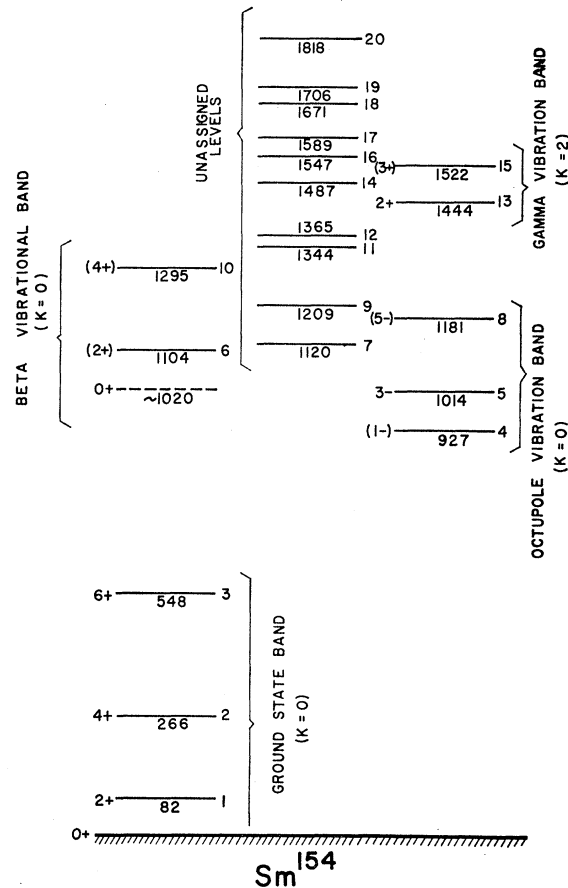 1818 20
1706 19
1671 18
1589 17
1547 16
1487 14
1365 12
1344 11
1209 9
1120 7
UNASSIGNED
LEVELS
(3+) 1522 15
2+ 1444 13
GAMMA VIBRATION BAND
(K = 2)
(4+) 1295 10
(2+) 1104 6
0+ ~1020
BETA VIBRATIONAL BAND
(K = 0)
(5-) 1181 8
3- 1014 5
(1-) 927 4
OCTUPOLE VIBRATION BAND
(K = 0)
6+ 548 3
4+ 266 2
2+ 82 1
0+
GROUND STATE BAND
(K = 0)
Sm154